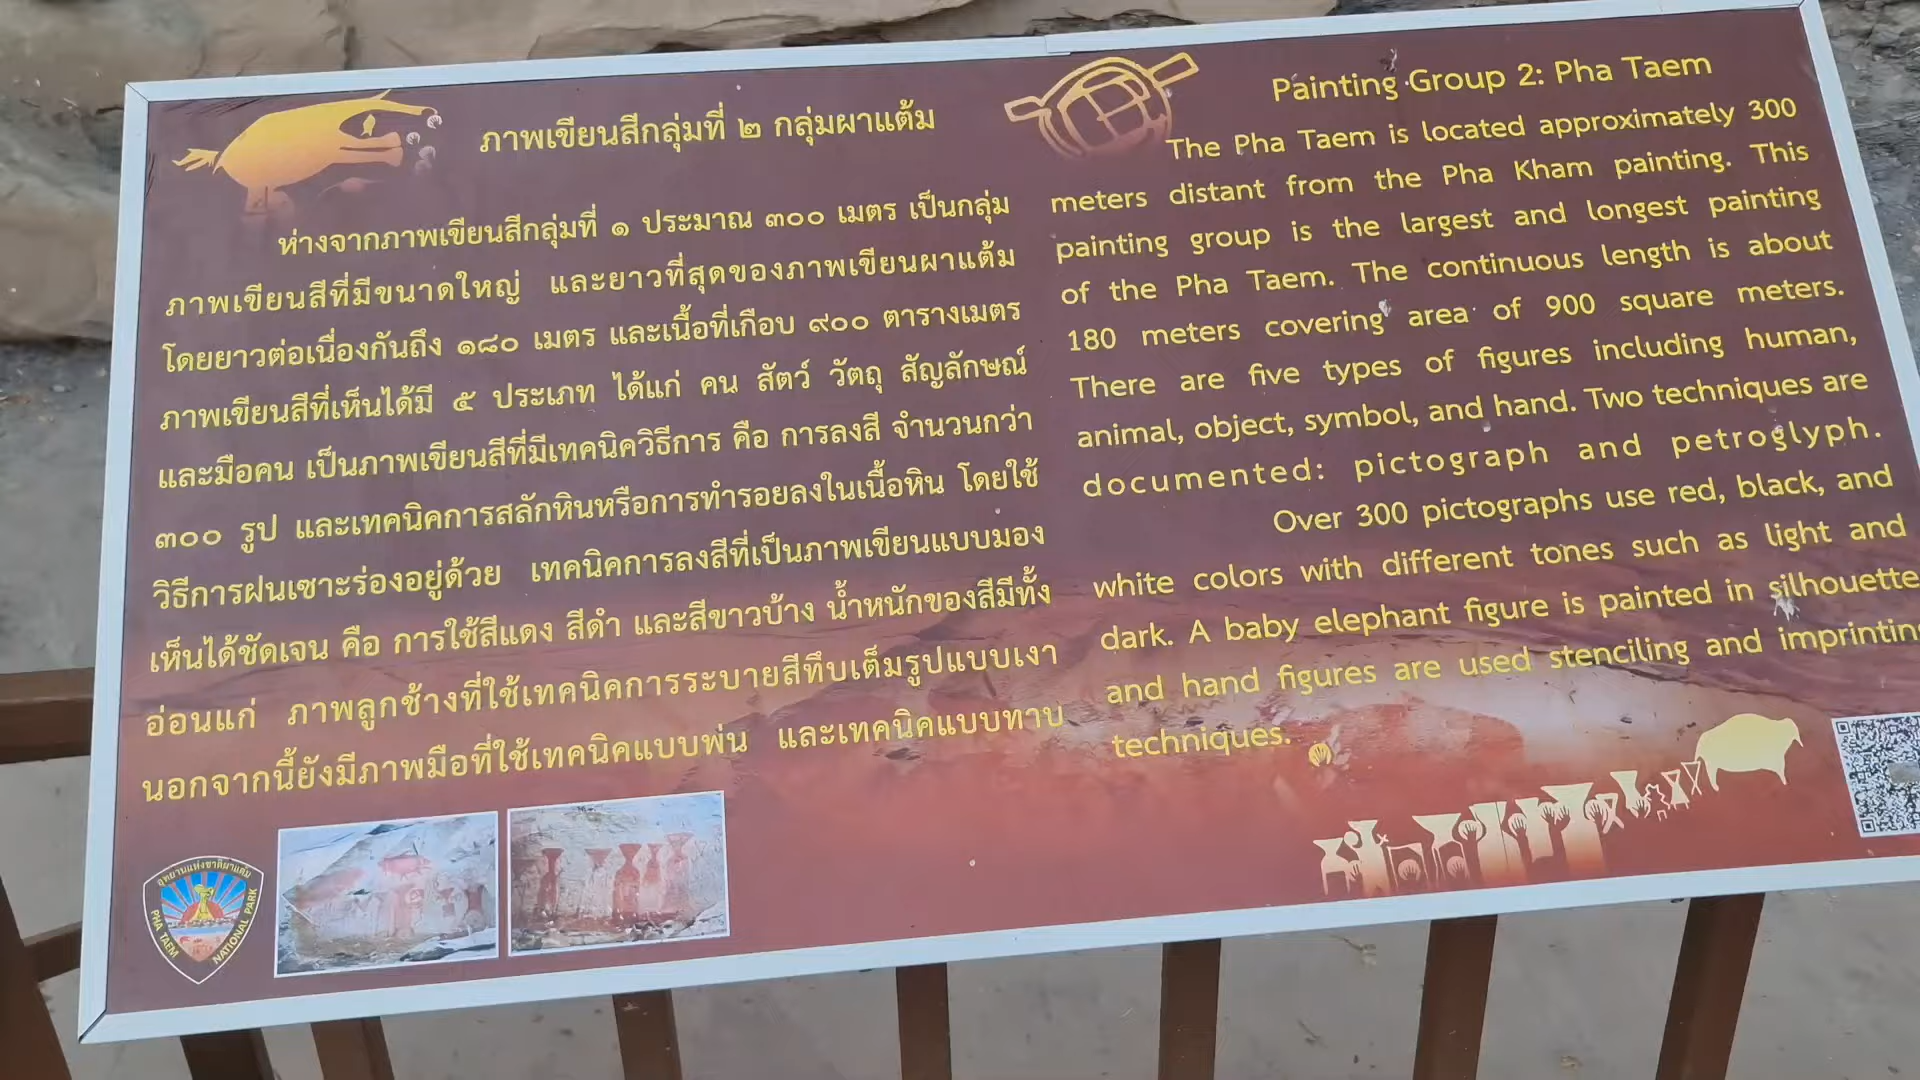 ภาพเขียนสีกลุ่มที่ ๒ กลุ่มผาแต้ม
ห่างจากภาพเขียนสีกลุ่มที่ ๑ ประมาณ ๓๐๐ เมตร เป็นกลุ่ม
ภาพเขียนสีที่มีขนาดใหญ่ และยาวที่สุดของภาพเขียนผาแต้ม
โดยยาวต่อเนื่องกันถึง ๑๘๐ เมตร และเนื้อที่เกือบ ๙๐๐ ตารางเมตร
ภาพเขียนสีที่เห็นได้มี ๕ ประเภท ได้แก่ คน สัตว์ วัตถุ สัญลักษณ์
และมือคน เป็นภาพเขียนสีที่มีเทคนิควิธีการ คือ การลงสี จำนวนกว่า
๓๐๐ รูป และเทคนิคการสลักหินหรือการทำรอยลงในเนื้อหิน โดยใช้
วิธีการฝนเซาะร่องอยู่ด้วย เทคนิคการลงสีที่เป็นภาพเขียนแบบมอง
เห็นได้ชัดเจน คือ การใช้สีแดง สีดำ และสีขาวบ้าง น้ำหนักของสีมีทั้ง
อ่อนแก่ ภาพลูกช้างที่ใช้เทคนิคการระบายสีทึบเต็มรูปแบบเงา
นอกจากนี้ยังมีภาพมือที่ใช้เทคนิคแบบพ่น และเทคนิคแบบทาบ
Painting Group 2: Pha Taem
The Pha Taem is located approximately 300
meters distant from the Pha Kham painting. This
painting group is the largest and longest painting
of the Pha Taem. The continuous length is about
180 meters covering area of 900 square meters.
There are five types of figures including human,
animal, object, symbol, and hand. Two techniques are
documented: pictograph and petroglyph.
Over 300 pictographs use red, black, and
white colors with different tones such as light and
dark. A baby elephant figure is painted in silhouette
and hand figures are used stenciling and imprinting
techniques.
อุทยานแห่งชาติผาแต้ม
PHA TAEM NATIONAL PARK